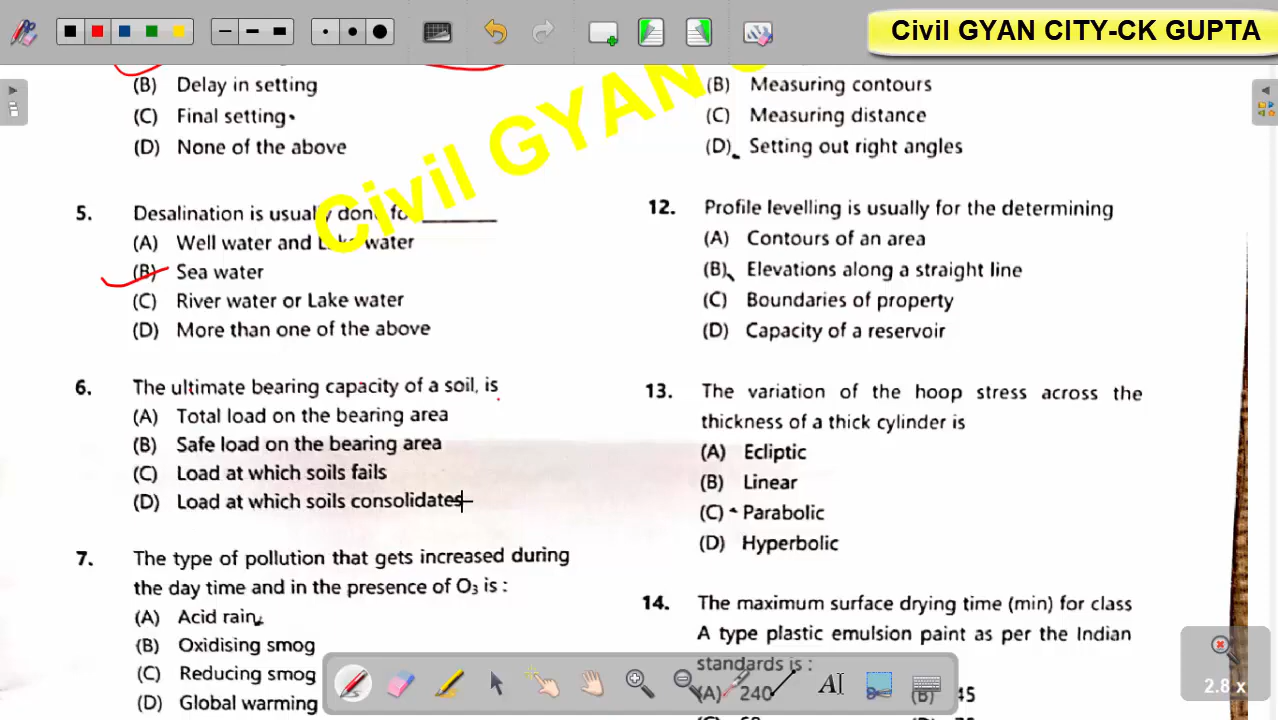 Civil GYAN CITY-CK GUPTA
(B) Delay in setting
(C) Final setting
(D) None of the above
5. Desalination is usually done for ________
(A) Well water and Lake water
(B) Sea water
(C) River water or Lake water
(D) More than one of the above
6. The ultimate bearing capacity of a soil, is
(A) Total load on the bearing area
(B) Safe load on the bearing area
(C) Load at which soils fails
(D) Load at which soils consolidates
7. The type of pollution that gets increased during
the day time and in the presence of O₃ is :
(A) Acid rain
(B) Oxidising smog
(C) Reducing smog
(D) Global warming
(B) Measuring contours
(C) Measuring distance
(D) Setting out right angles
12. Profile levelling is usually for the determining
(A) Contours of an area
(B) Elevations along a straight line
(C) Boundaries of property
(D) Capacity of a reservoir
13. The variation of the hoop stress across the
thickness of a thick cylinder is
(A) Ecliptic
(B) Linear
(C) Parabolic
(D) Hyperbolic
14. The maximum surface drying time (min) for class
A type plastic emulsion paint as per the Indian
standards is :
(A) 240
45
Civil GYAN
2.8 x